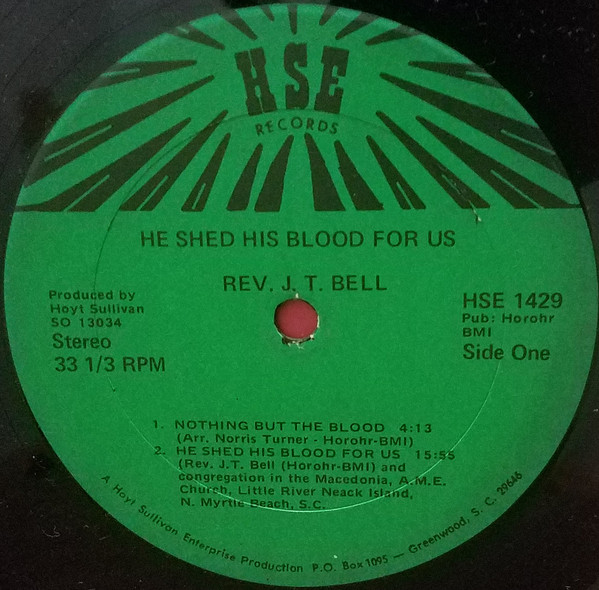 HSE
RECORDS
HE SHED HIS BLOOD FOR US
REV. J. T. BELL
Produced by
Hoyt Sullivan
SO 13034
Stereo
33 1/3 RPM
HSE 1429
Pub: Horohr
BMI
Side One
1. NOTHING BUT THE BLOOD 4:13
(Arr. Norris Turner - Horohr-BMI)
2. HE SHED HIS BLOOD FOR US 15:55
(Rev. J.T. Bell (Horohr-BMI) and
congregation in the Macedonia, A.M.E.
Church, Little River Neack Island,
N. Myrtle Beach, S.C.
A Hoyt Sullivan Enterprise Production P.O. Box 1095 — Greenwood, S. C. 29646